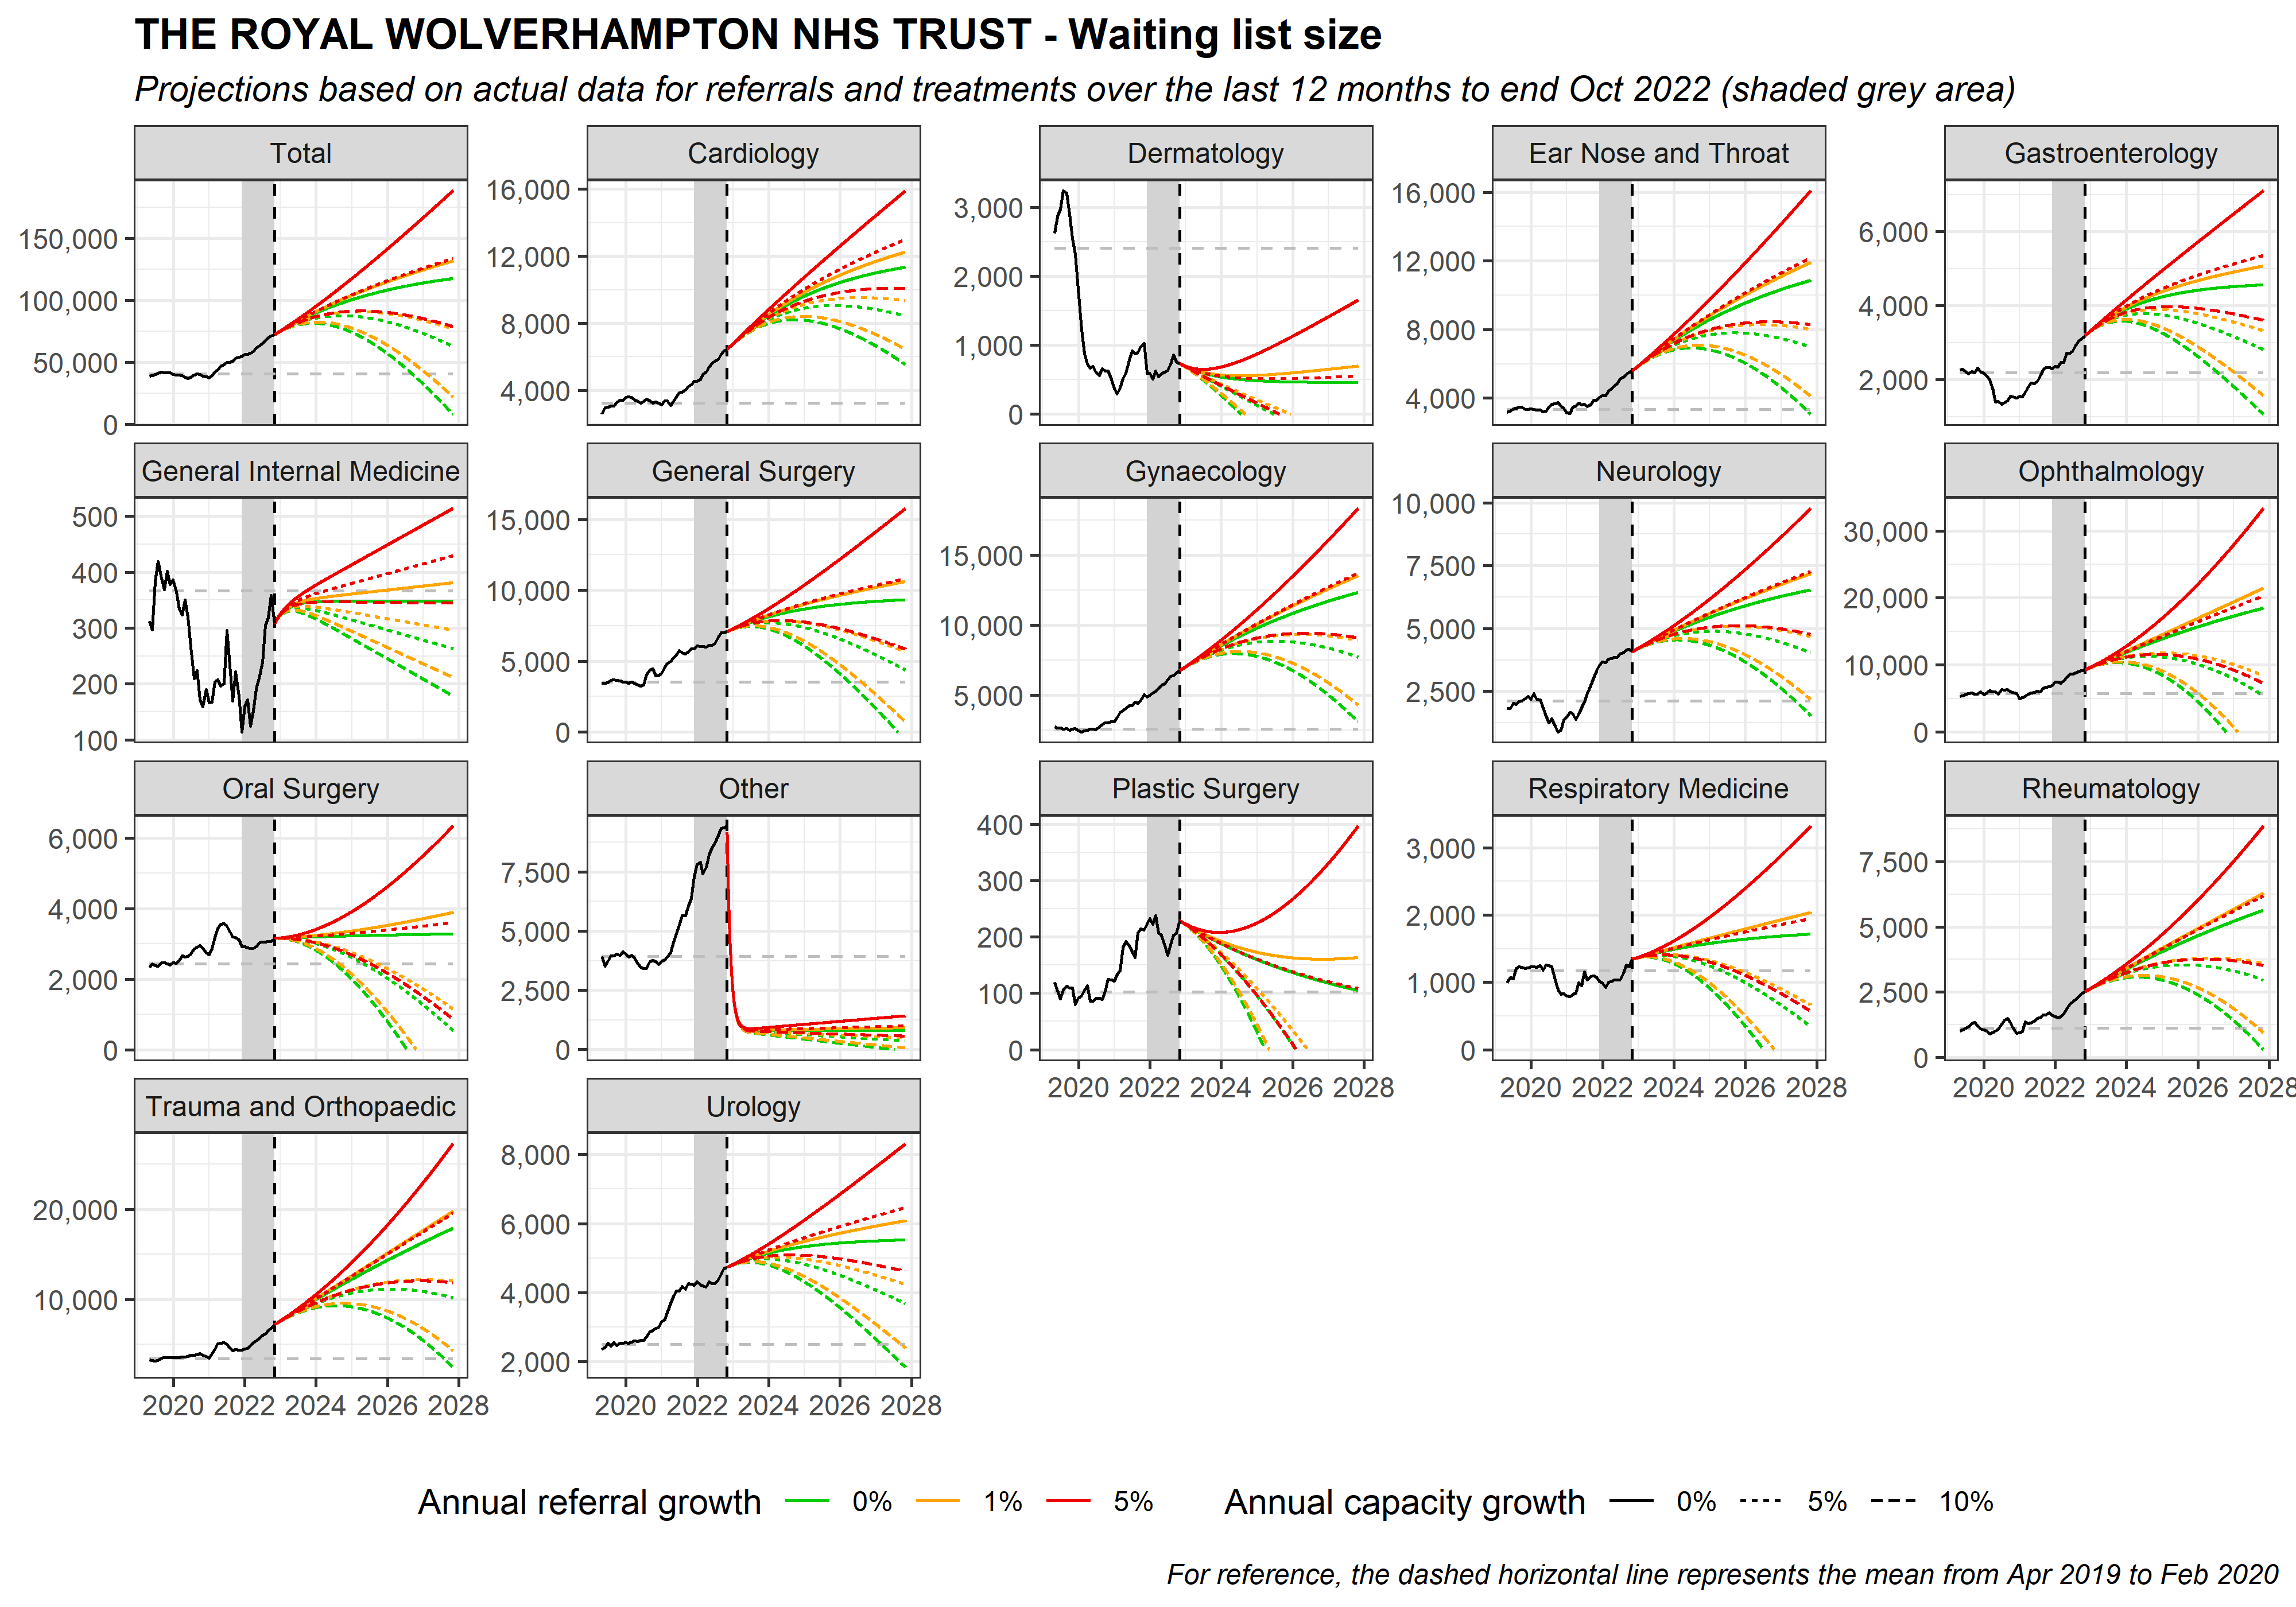 THE ROYAL WOLVERHAMPTON NHS TRUST - Waiting list size
Projections based on actual data for referrals and treatments over the last 12 months to end Oct 2022 (shaded grey area)
Total
150,000
100,000
50,000
0
Cardiology
16,000
12,000
8,000
4,000
Dermatology
3,000
2,000
1,000
0
Ear Nose and Throat
16,000
12,000
8,000
4,000
Gastroenterology
6,000
4,000
2,000
General Internal Medicine
500
400
300
200
100
General Surgery
15,000
10,000
5,000
0
Gynaecology
15,000
10,000
5,000
Neurology
10,000
7,500
5,000
2,500
Ophthalmology
30,000
20,000
10,000
0
Oral Surgery
6,000
4,000
2,000
0
Other
7,500
5,000
2,500
0
Plastic Surgery
400
300
200
100
0
2020 2022 2024 2026 2028
Respiratory Medicine
3,000
2,000
1,000
0
2020 2022 2024 2026 2028
Rheumatology
7,500
5,000
2,500
0
2020 2022 2024 2026 2028
Trauma and Orthopaedic
20,000
10,000
2020 2022 2024 2026 2028
Urology
8,000
6,000
4,000
2,000
2020 2022 2024 2026 2028
Annual referral growth 0% 1% 5% Annual capacity growth 0% 5% 10%
For reference, the dashed horizontal line represents the mean from Apr 2019 to Feb 2020